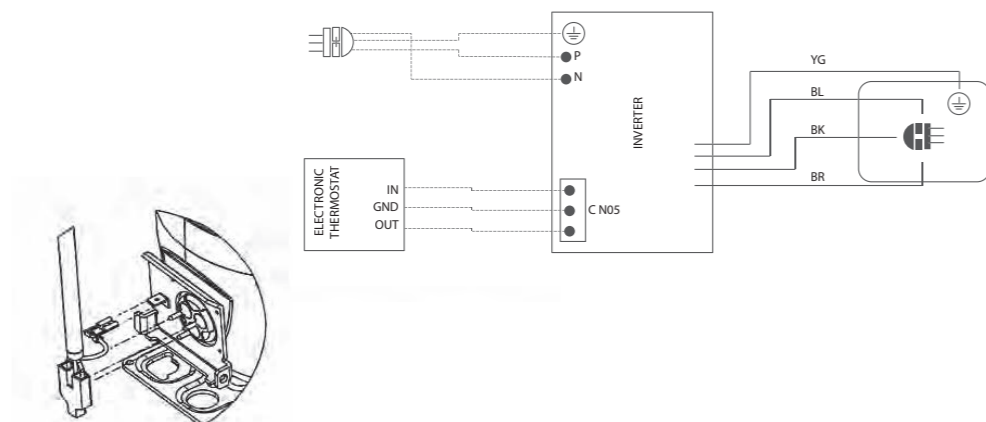 P
N
INVERTER
YG
BL
BK
BR
ELECTRONIC
THERMOSTAT
IN
GND
OUT
C N05